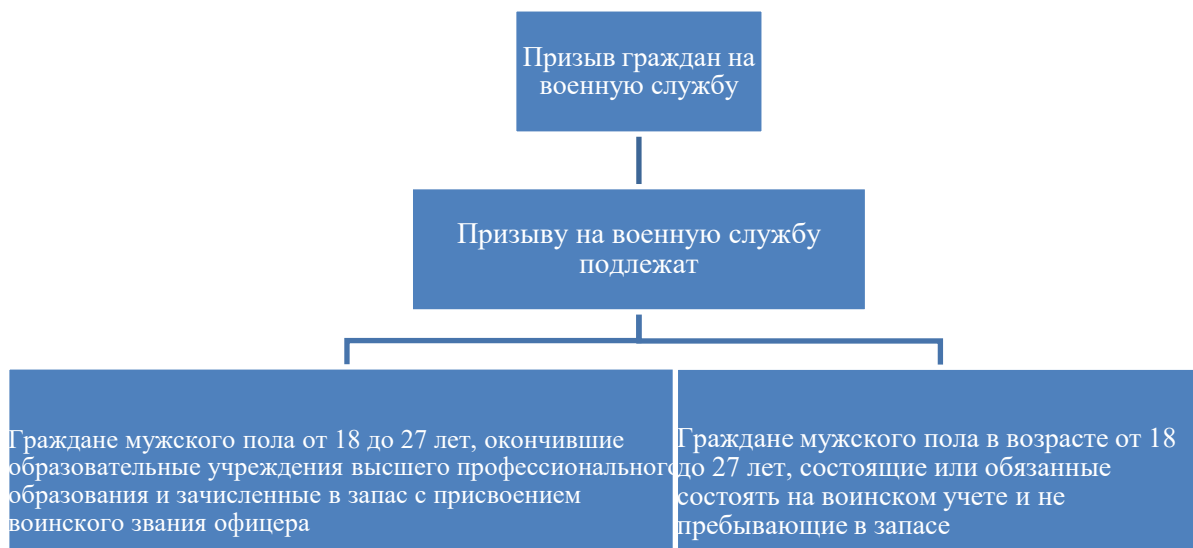 Призыв граждан на
военную службу
Призыву на военную службу
подлежат
Граждане мужского пола от 18 до 27 лет, окончившие
образовательные учреждения высшего профессионального
образования и зачисленные в запас с присвоением
воинского звания офицера
Граждане мужского пола в возрасте от 18
до 27 лет, состоящие или обязанные
состоять на воинском учете и не
пребывающие в запасе